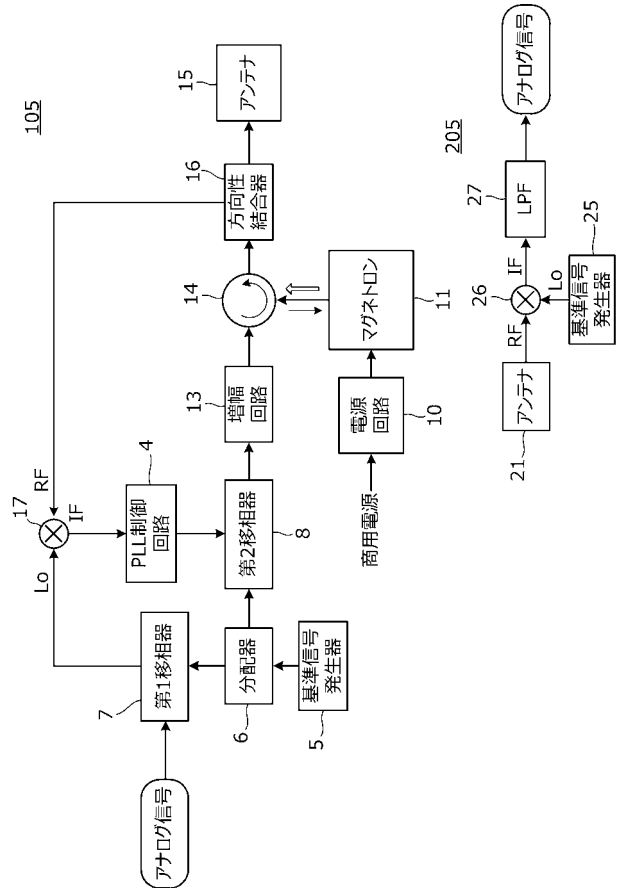 105
アナログ信号
7
第1移相器
Lo
17
RF
IF
4
PLL制御
回路
6
分配器
5
基準信号
発生器
第2移相器
8
13
増幅
回路
14
16
方向性
結合器
15
アンテナ
商用電源
電源
回路
10
マグネトロン
11
205
21
アンテナ
RF
26
IF
Lo
25
基準信号
発生器
27
LPF
アナログ信号